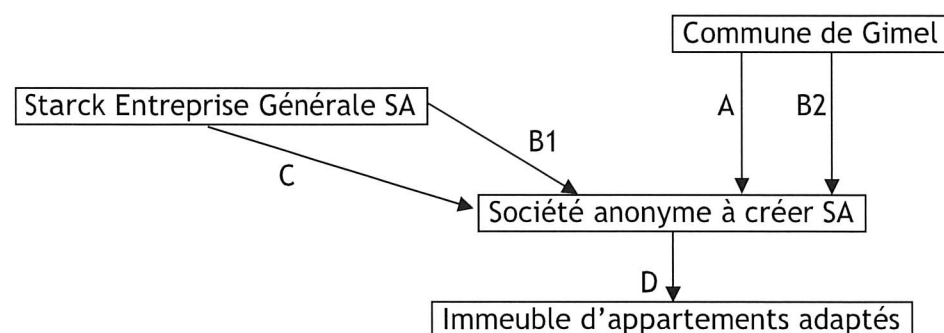 Commune de Gimel
Starck Entreprise Générale SA
A
B2
B1
C
Société anonyme à créer SA
D
Immeuble d'appartements adaptés